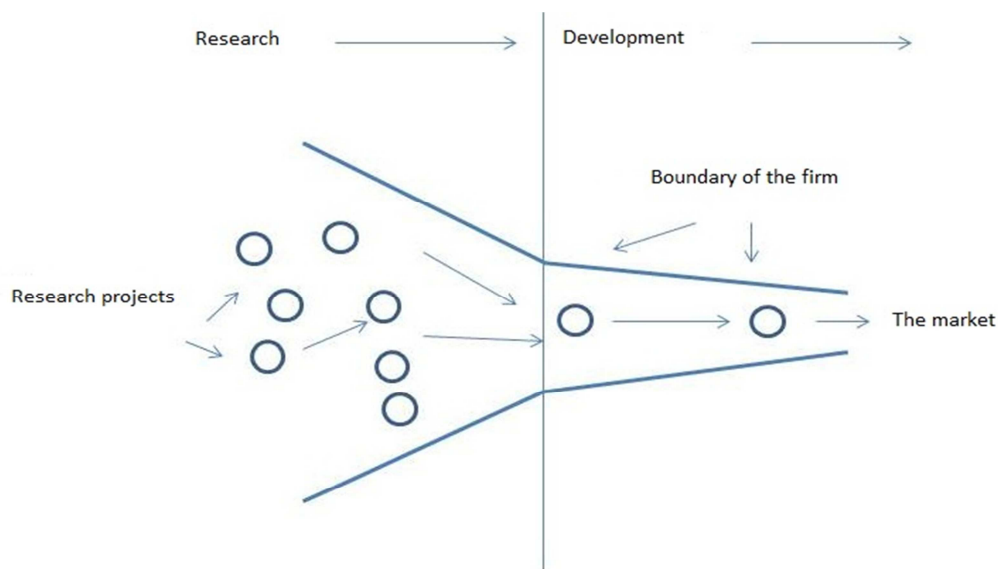 Research
Development
Boundary of the firm
Research projects
The market